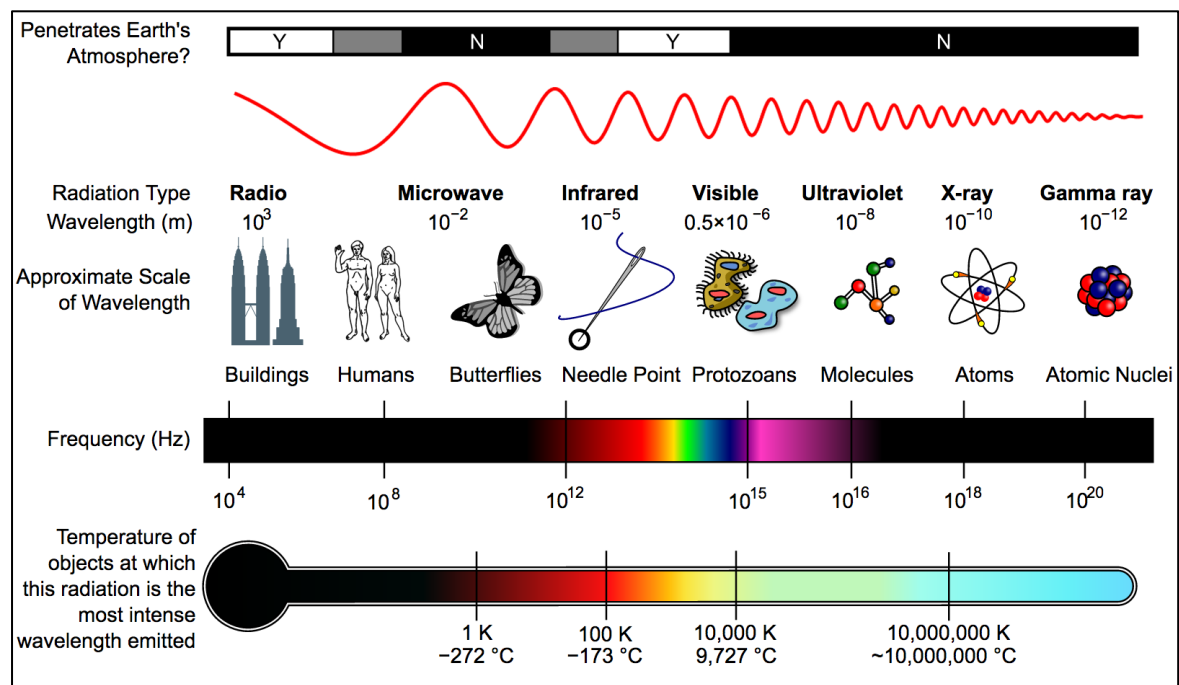 Penetrates Earth's
Atmosphere?
Y N Y N
Radiation Type
Radio Microwave Infrared Visible Ultraviolet X-ray Gamma ray
Wavelength (m)
10³ 10⁻² 10⁻⁵ 0.5×10⁻⁶ 10⁻⁸ 10⁻¹⁰ 10⁻¹²
Approximate Scale
of Wavelength
Buildings Humans Butterflies Needle Point Protozoans Molecules Atoms Atomic Nuclei
Frequency (Hz)
10⁴ 10⁸ 10¹² 10¹⁵ 10¹⁶ 10¹⁸ 10²⁰
Temperature of
objects at which
this radiation is the
most intense
wavelength emitted
1 K 100 K 10,000 K 10,000,000 K
−272 °C −173 °C 9,727 °C ~10,000,000 °C